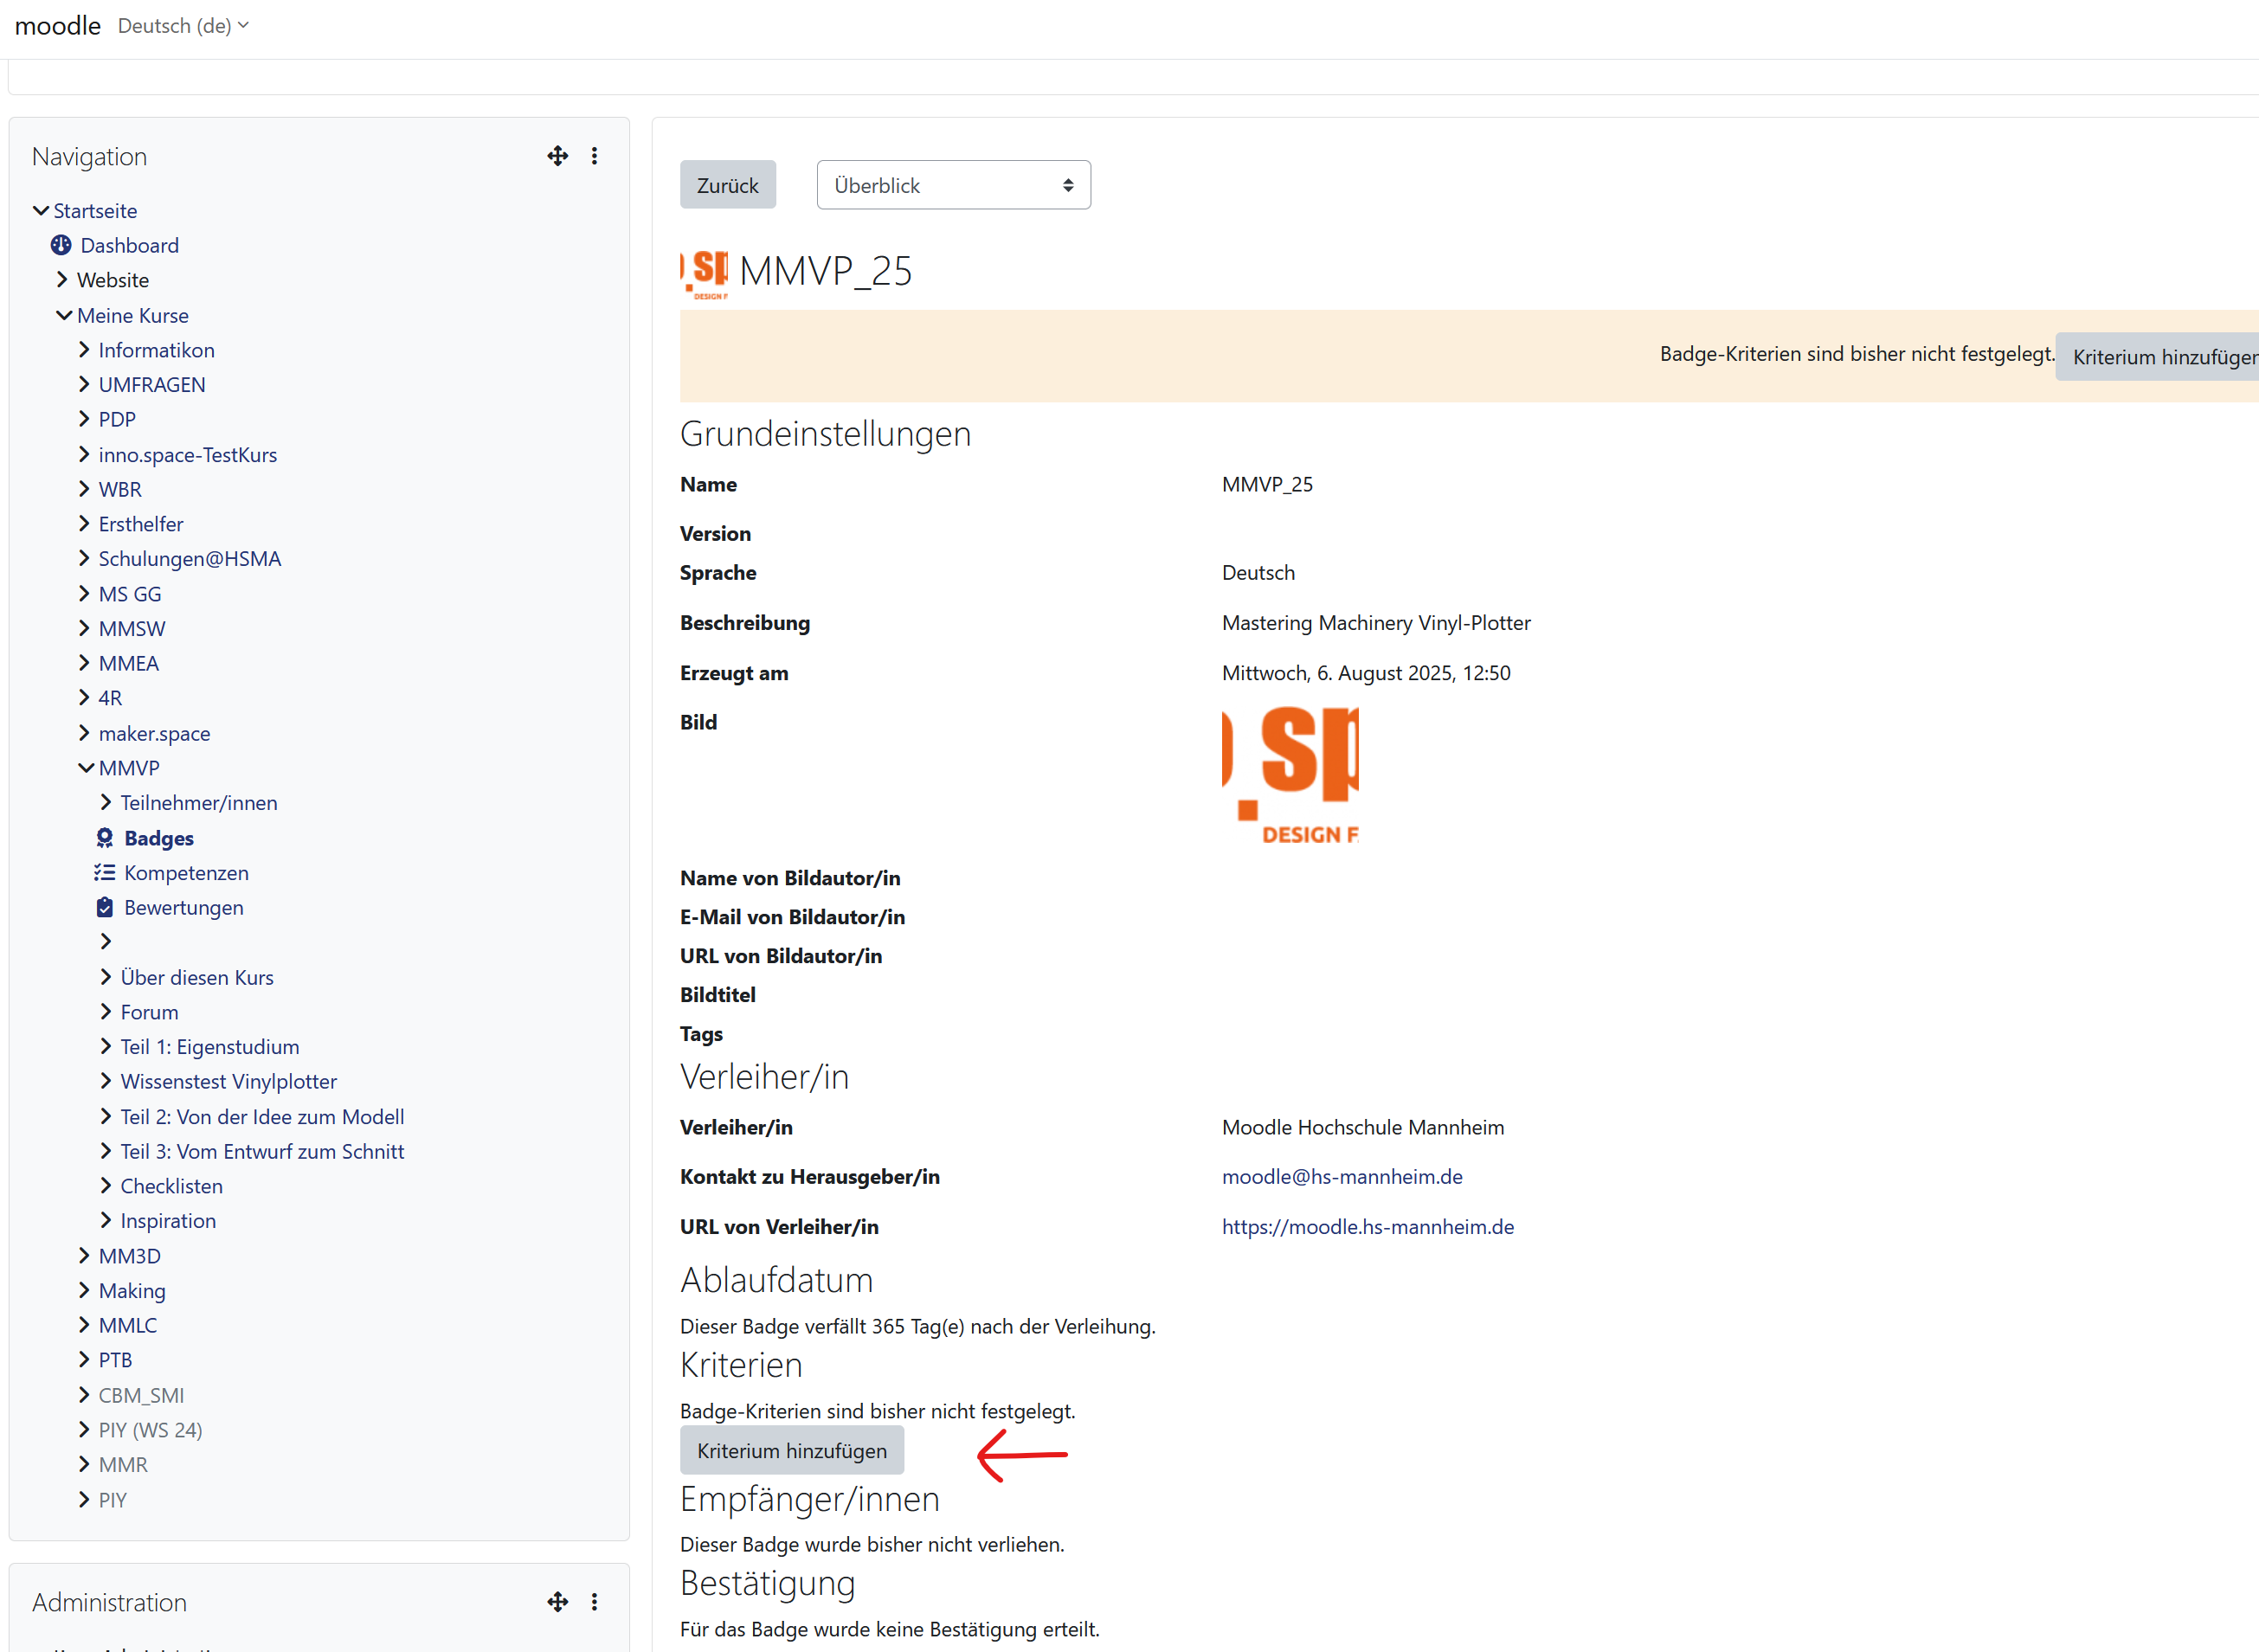 moodle Deutsch (de)
Navigation
Startseite
Dashboard
Website
Meine Kurse
Informatikon
UMFRAGEN
PDP
inno.space-TestKurs
WBR
Ersthelfer
Schulungen@HSMA
MS GG
MMSW
MMEA
4R
maker.space
MMVP
Teilnehmer/innen
Badges
Kompetenzen
Bewertungen
Über diesen Kurs
Forum
Teil 1: Eigenstudium
Wissenstest Vinylplotter
Teil 2: Von der Idee zum Modell
Teil 3: Vom Entwurf zum Schnitt
Checklisten
Inspiration
MM3D
Making
MMLC
PTB
CBM_SMI
PIY (WS 24)
MMR
PIY
Administration
Zurück Überblick
sp
DESIGN F
MMVP_25
Badge-Kriterien sind bisher nicht festgelegt. Kriterium hinzufügen
Grundeinstellungen
Name MMVP_25
Version
Sprache Deutsch
Beschreibung Mastering Machinery Vinyl-Plotter
Erzeugt am Mittwoch, 6. August 2025, 12:50
Bild
sp
DESIGN F
Name von Bildautor/in
E-Mail von Bildautor/in
URL von Bildautor/in
Bildtitel
Tags
Verleiher/in
Verleiher/in Moodle Hochschule Mannheim
Kontakt zu Herausgeber/in moodle@hs-mannheim.de
URL von Verleiher/in https://moodle.hs-mannheim.de
Ablaufdatum
Dieser Badge verfällt 365 Tag(e) nach der Verleihung.
Kriterien
Badge-Kriterien sind bisher nicht festgelegt.
Kriterium hinzufügen
Empfänger/innen
Dieser Badge wurde bisher nicht verliehen.
Bestätigung
Für das Badge wurde keine Bestätigung erteilt.